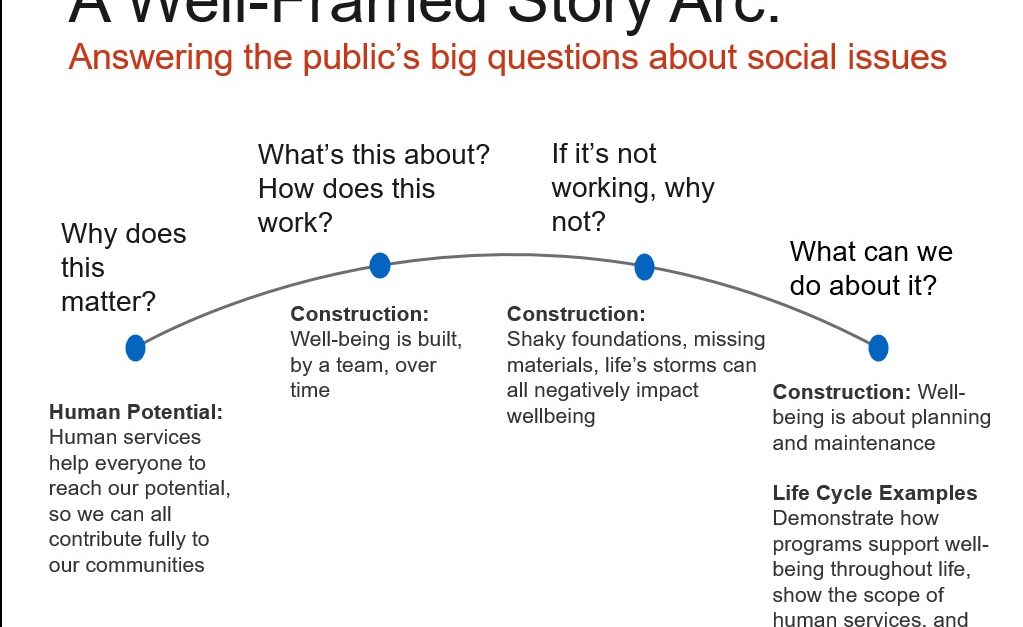 A Well-Framed Story Arc:
Answering the public's big questions about social issues
Why does
this
matter?
Human Potential:
Human services
help everyone to
reach our potential,
so we can all
contribute fully to
our communities
What's this about?
How does this
work?
Construction:
Well-being is built,
by a team, over
time
If it's not
working, why
not?
Construction:
Shaky foundations, missing
materials, life's storms can
all negatively impact
wellbeing
What can we
do about it?
Construction: Well-
being is about planning
and maintenance
Life Cycle Examples
Demonstrate how
programs support well-
being throughout life,
show the scope of
human services, and